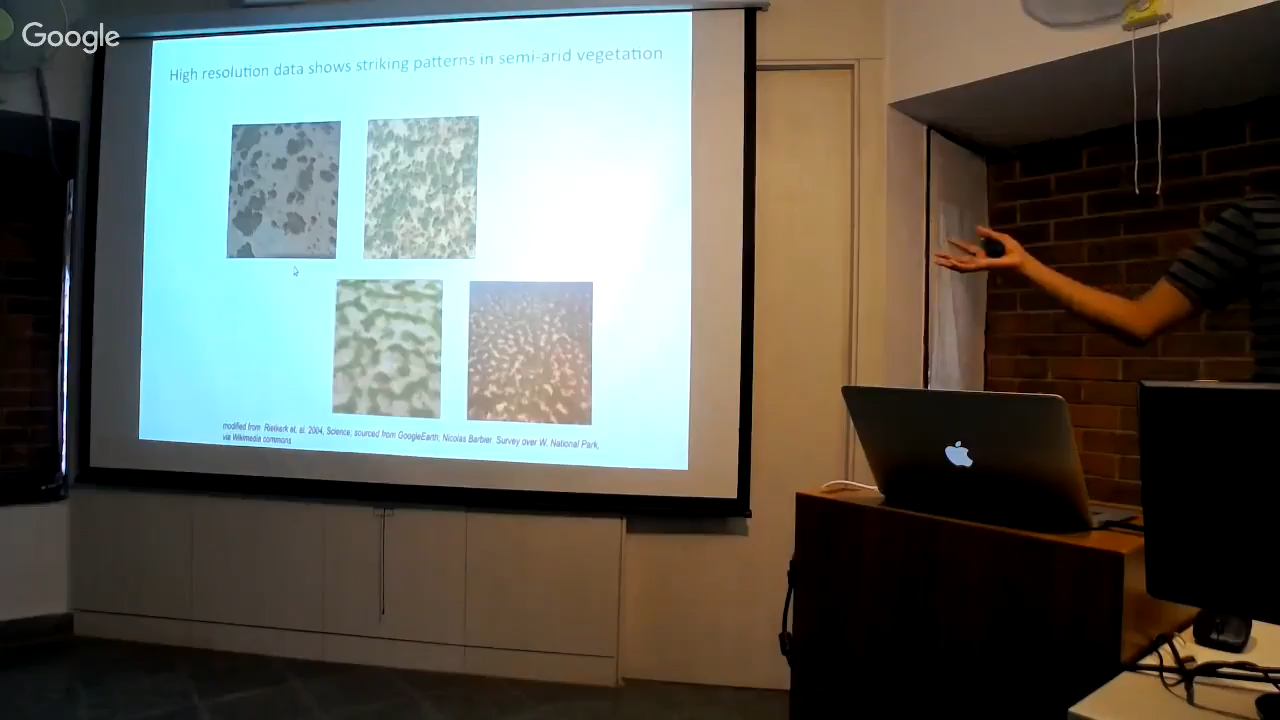 Google
High resolution data shows striking patterns in semi-arid vegetation
modified from Rietkerk et. al. 2004, Science; sourced from GoogleEarth; Nicolas Barbier. Survey over W. National Park,
via Wikimedia commons